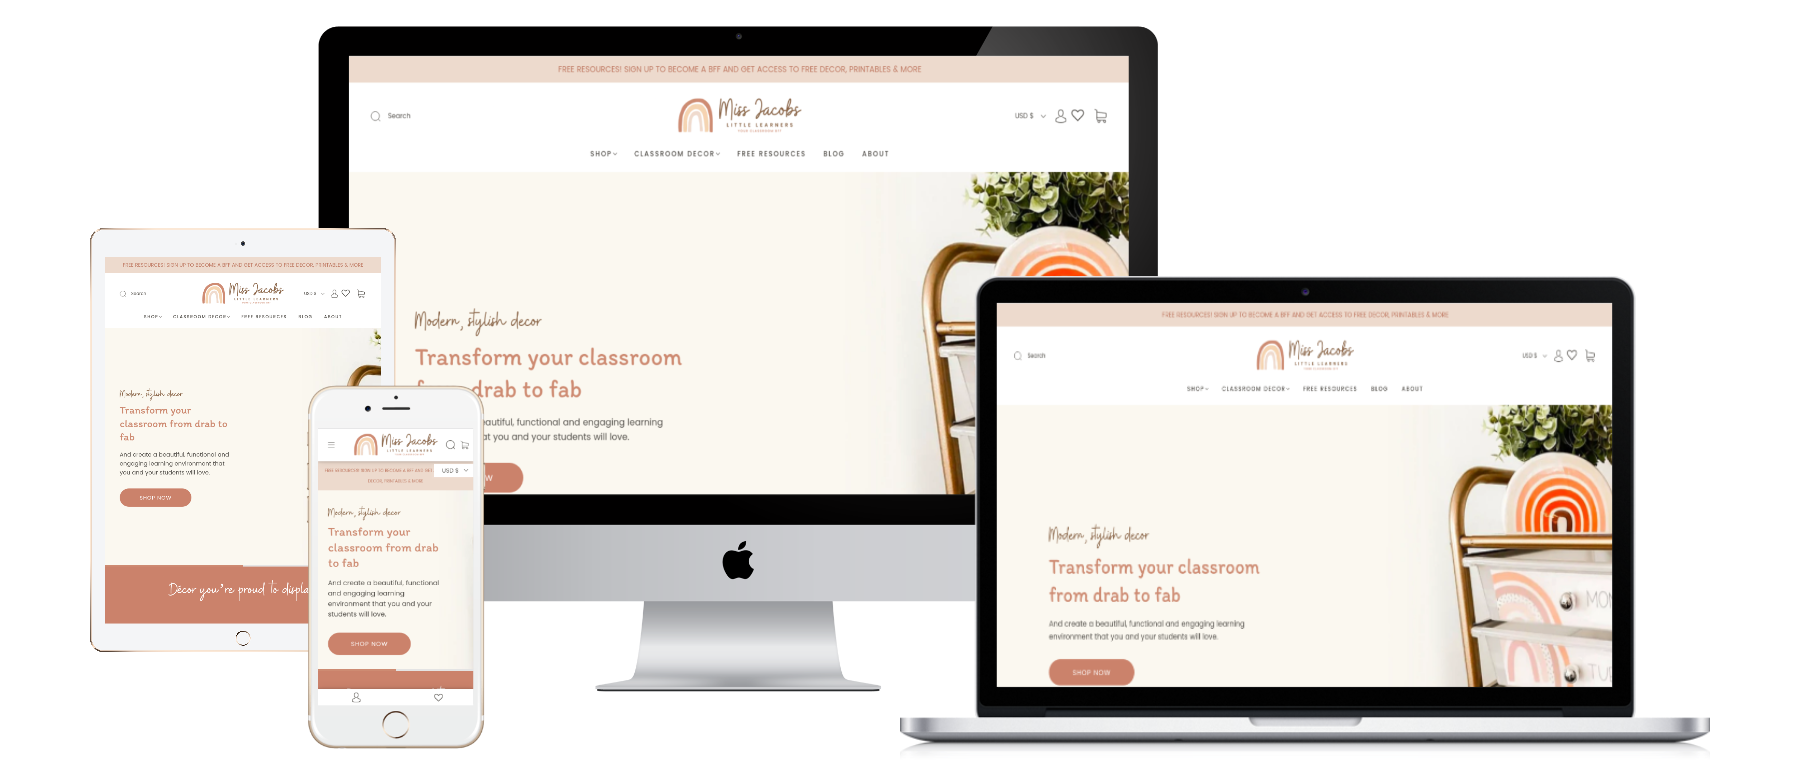 FREE RESOURCES! SIGN UP TO BECOME A BFF AND GET ACCESS TO FREE DECOR, PRINTABLES & MORE
Search
Miss Jacobs
LITTLE LEARNERS
USD $
SHOP
CLASSROOM DECOR
FREE RESOURCES
BLOG
ABOUT
Modern, stylish decor
Transform your classroom
drab to fab
eautiful, functional and engaging learning
at you and your students will love.
W
FREE RESOURCES! SIGN UP TO BECOME A BFF AND GET ACCESS TO FREE DECOR, PRINTABLES & MORE
Search
Miss Jacobs
LITTLE LEARNERS
USD $
SHOP
CLASSROOM DECOR
FREE RESOURCES
BLOG
ABOUT
Modern, stylish decor
Transform your
classroom from drab to
fab
And create a beautiful, functional and
engaging learning environment that
you and your students will love.
SHOP NOW
Décor you're proud to displa
Miss Jacobs
LITTLE LEARNERS
FREE RESOURCES! SIGN UP TO BECOME A BFF AND GET
USD $
DECOR, PRINTABLES & MORE
Modern, stylish decor
Transform your
classroom from drab
to fab
And create a beautiful, functional
and engaging learning
environment that you and your
students will love.
SHOP NOW
FREE RESOURCES! SIGN UP TO BECOME A BFF AND GET ACCESS TO FREE DECOR, PRINTABLES & MORE
Search
Miss Jacobs
LITTLE LEARNERS
USD $
SHOP
CLASSROOM DECOR
FREE RESOURCES
BLOG
ABOUT
Modern, stylish decor
Transform your classroom
from drab to fab
And create a beautiful, functional and engaging learning
environment that you and your students will love.
SHOP NOW
MON
TU